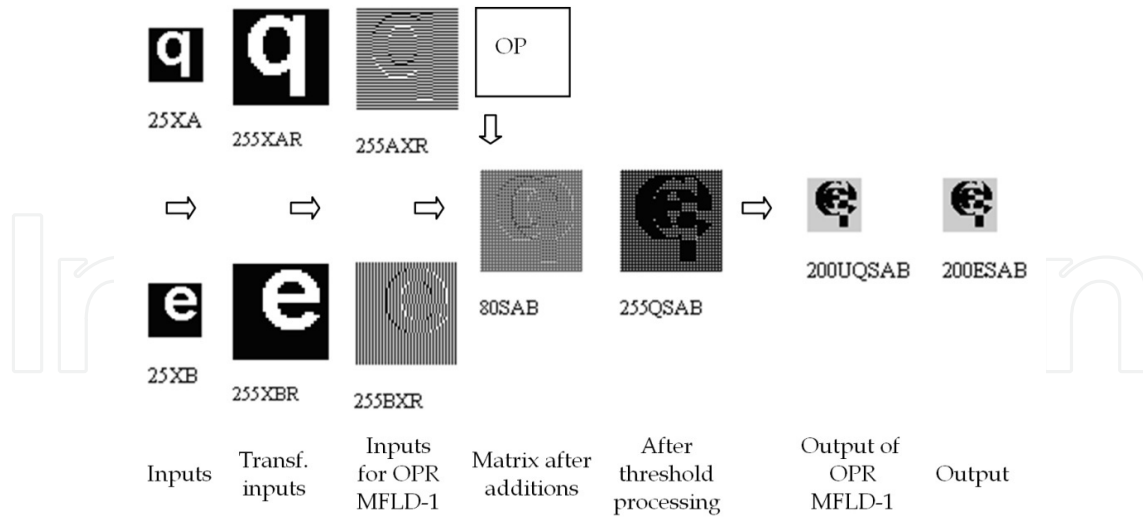 q
q
OP
25XA
255XAR
255AXR
e
e
80SAB
255QSAB
200UQSAB
200ESAB
25XB
255XBR
255BXR
Inputs
Transf.
inputs
Inputs
for OPR
MFLD-1
Matrix after
additions
After
threshold
processing
Output of
OPR
MFLD-1
Output